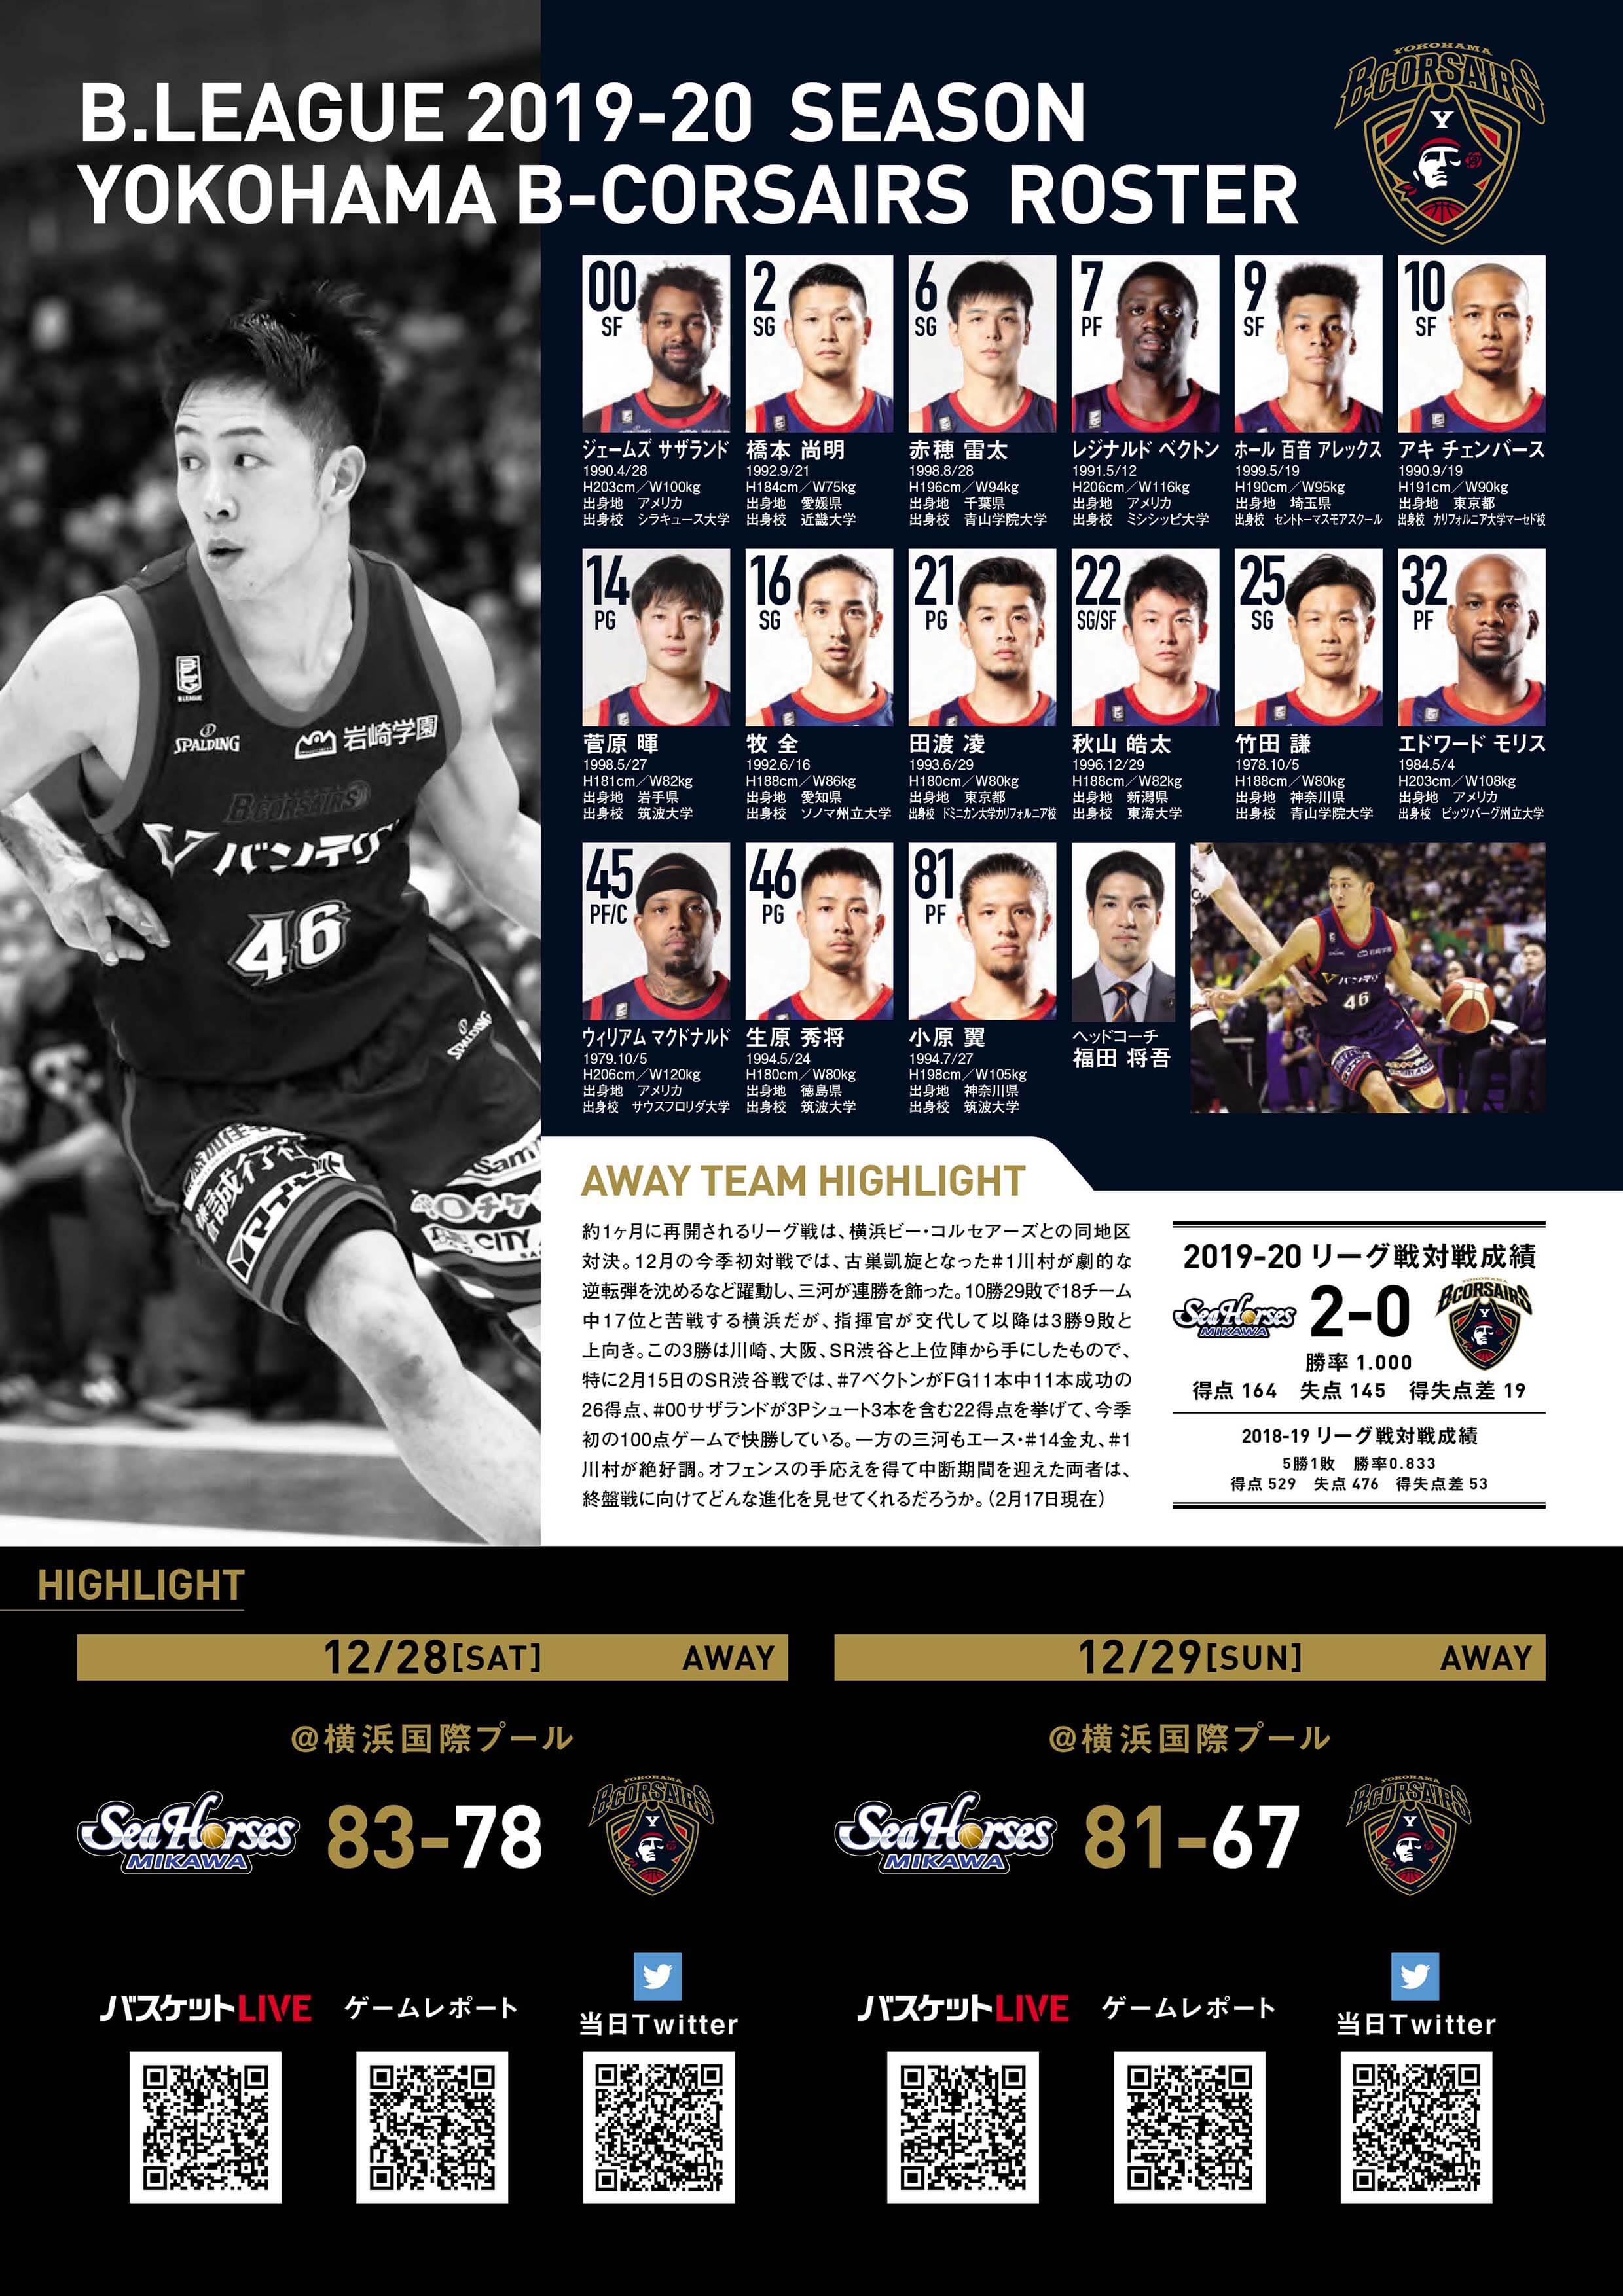 B.LEAGUE 2019-20 SEASON
YOKOHAMA B-CORSAIRS ROSTER
YOKOHAMA
B-CORSAIRS
Y
00
SF
ジェームズ サザランド
1990.4/28
H203cm／W100kg
出身地 アメリカ
出身校 シラキュース大学
2
SG
橋本 尚明
1992.9/21
H184cm／W75kg
出身地 愛媛県
出身校 近畿大学
6
SG
赤穂 雷太
1998.8/28
H196cm／W94kg
出身地 千葉県
出身校 青山学院大学
7
PF
レジナルド ベクトン
1991.5/12
H206cm／W116kg
出身地 アメリカ
出身校 ミシシッピ大学
9
SF
ホール 百音 アレックス
1999.5/19
H190cm／W95kg
出身地 埼玉県
出身校 セントトーマスモアスクール
10
SF
アキ チェンバース
1990.9/19
H191cm／W90kg
出身地 東京都
出身校 カリフォルニア大学マーセド校
14
PG
菅原 暉
1998.5/27
H181cm／W82kg
出身地 岩手県
出身校 筑波大学
16
SG
牧 全
1992.6/16
H188cm／W86kg
出身地 愛知県
出身校 ソノマ州立大学
21
PG
田渡 凌
1993.6/29
H180cm／W80kg
出身地 東京都
出身校 ドミニカン大学カリフォルニア校
22
SG/SF
秋山 皓太
1996.12/29
H188cm／W82kg
出身地 新潟県
出身校 東海大学
25
SG
竹田 謙
1978.10/5
H188cm／W80kg
出身地 神奈川県
出身校 青山学院大学
32
PF
エドワード モリス
1984.5/4
H203cm／W108kg
出身地 アメリカ
出身校 ピッツバーグ州立大学
45
PF/C
ウィリアム マクドナルド
1979.10/5
H206cm／W120kg
出身地 アメリカ
出身校 サウスフロリダ大学
46
PG
生原 秀将
1994.5/24
H180cm／W80kg
出身地 徳島県
出身校 筑波大学
81
PF
小原 翼
1994.7/27
H198cm／W105kg
出身地 神奈川県
出身校 筑波大学
ヘッドコーチ
福田 将吾
B.LEAGUE
SPALDING
岩崎学園
B-CORSAIRS
バンテリン
46
SPALDING
CITY
岩崎学園
バンテリン
46
AWAY TEAM HIGHLIGHT
約1ヶ月に再開されるリーグ戦は、横浜ビー・コルセアーズとの同地区
対決。12月の今季初対戦では、古巣凱旋となった#1川村が劇的な
逆転弾を沈めるなど躍動し、三河が連勝を飾った。10勝29敗で18チーム
中17位と苦戦する横浜だが、指揮官が交代して以降は3勝9敗と
上向き。この3勝は川崎、大阪、SR渋谷と上位陣から手にしたもので、
特に2月15日のSR渋谷戦では、#7ベクトンがFG11本中11本成功の
26得点、#00サザランドが3Pシュート3本を含む22得点を挙げて、今季
初の100点ゲームで快勝している。一方の三河もエース・#14金丸、#1
川村が絶好調。オフェンスの手応えを得て中断期間を迎えた両者は、
終盤戦に向けてどんな進化を見せてくれるだろうか。（2月17日現在）
2019-20 リーグ戦対戦成績
SeaHorses
MIKAWA
2-0
B-CORSAIRS
Y
勝率 1.000
得点 164 失点 145 得失点差 19
2018-19 リーグ戦対戦成績
5勝1敗 勝率0.833
得点 529 失点 476 得失点差 53
HIGHLIGHT
12/28[SAT] AWAY
@横浜国際プール
SeaHorses
MIKAWA
83-78
YOKOHAMA
B-CORSAIRS
Y
バスケットLIVE
ゲームレポート
当日Twitter
12/29[SUN] AWAY
@横浜国際プール
SeaHorses
MIKAWA
81-67
YOKOHAMA
B-CORSAIRS
Y
バスケットLIVE
ゲームレポート
当日Twitter